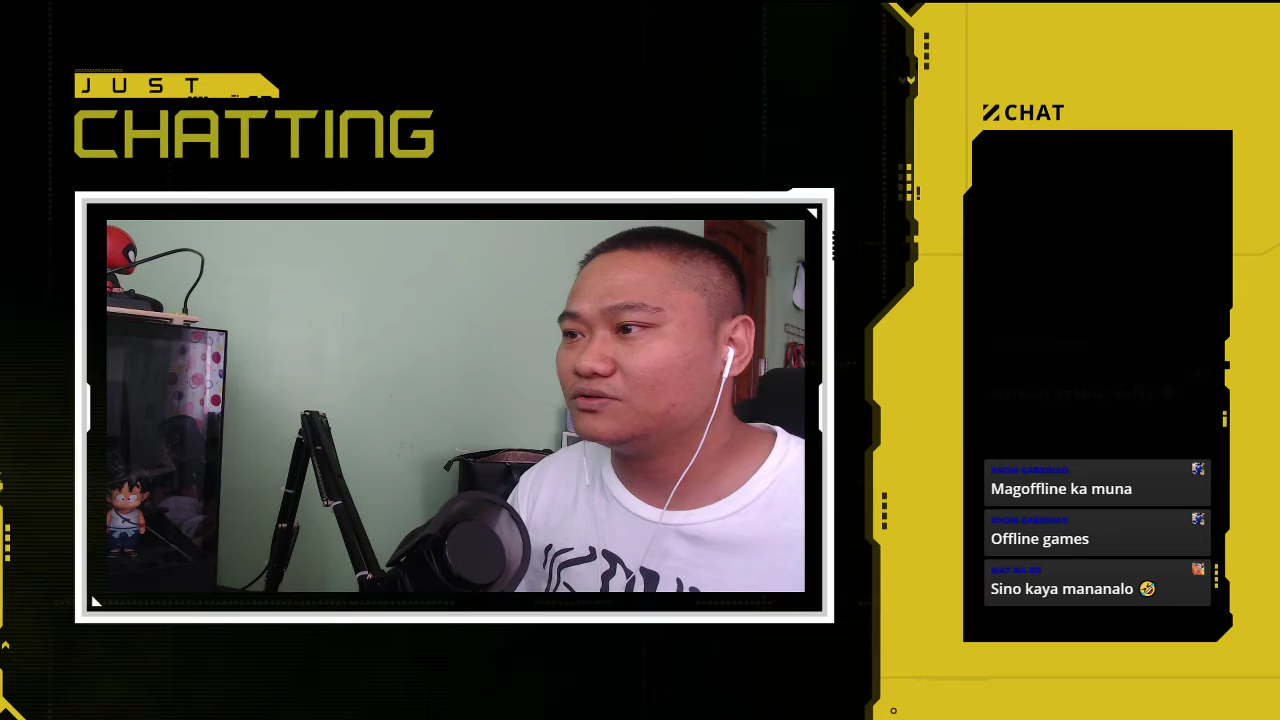 JUST
CHATTING
CHAT
Magoffline ka muna
Offline games
Sino kaya mananalo 🤣